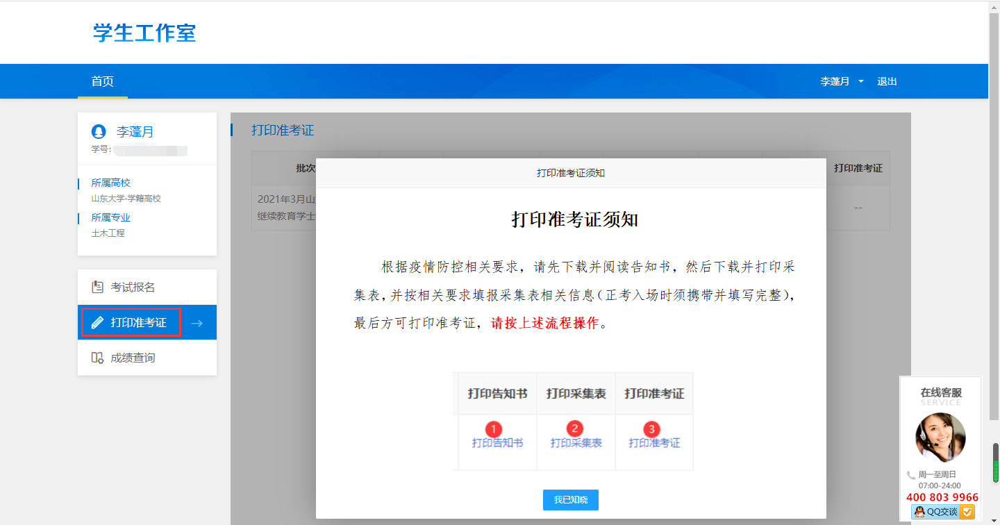 学生工作室
首页
李蓬月
退出
李蓬月
学号:
所属高校
山东大学-学籍高校
所属专业
土木工程
考试报名
打印准考证
成绩查询
打印准考证
批次
打印准考证
2021年3月山
继续教育学士
--
打印准考证须知
打印准考证须知
根据疫情防控相关要求，请先下载并阅读告知书，然后下载并打印采
集表，并按相关要求填报采集表相关信息（正考入场时须携带并填写完整），
最后方可打印准考证，请按上述流程操作。
打印告知书 打印采集表 打印准考证
1 2 3
打印告知书 打印采集表 打印准考证
我已知晓
在线客服
SERVICE
周一至周日
07:00-24:00
400 803 9966
QQ交谈